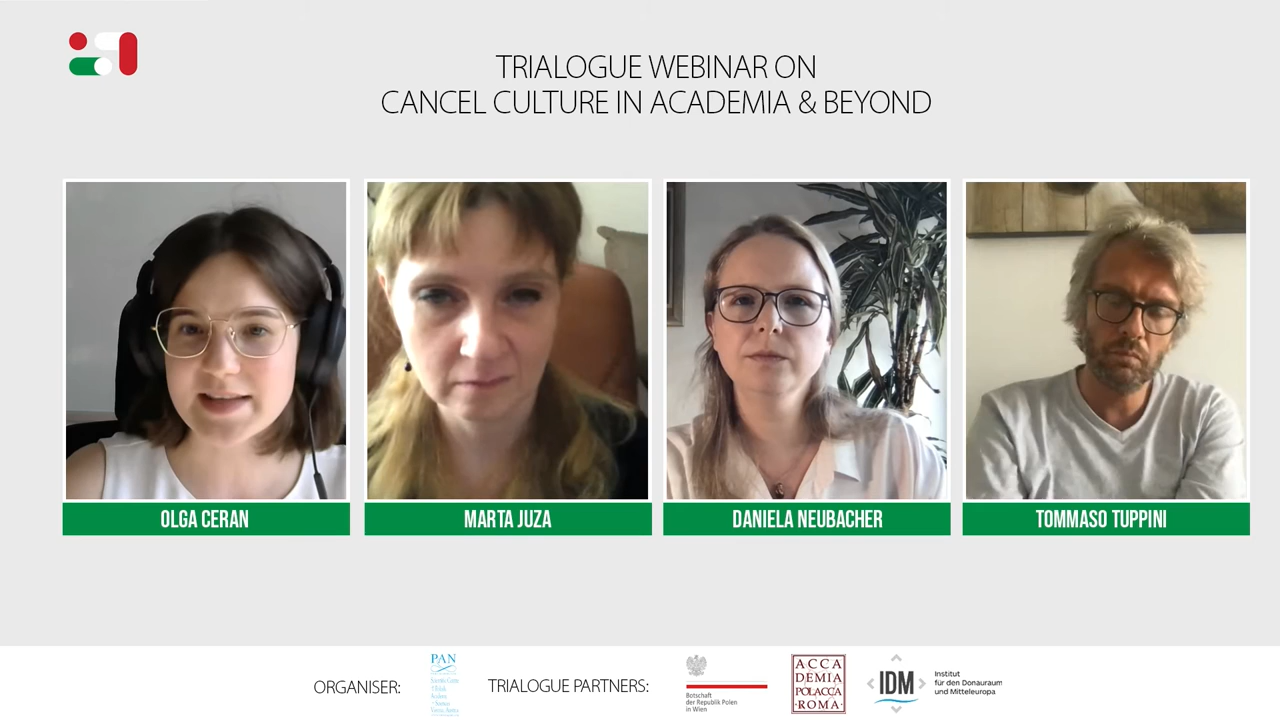 TRIALOGUE WEBINAR ON
CANCEL CULTURE IN ACADEMIA & BEYOND
OLGA CERAN
MARTA JUZA
DANIELA NEUBACHER
TOMMASO TUPPINI
ORGANISER:
PAN
TRIALOGUE PARTNERS:
Botschaft
der Republik Polen
in Wien
ACCA
DEMIA
POLACCA
·ROMA·
IDM
Institut
für den Donauraum
und Mitteleuropa